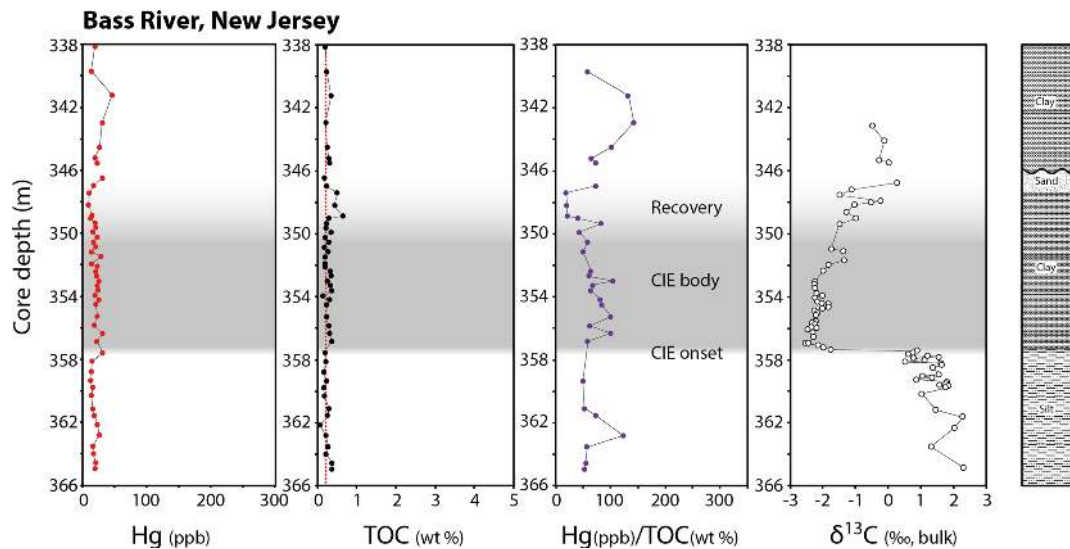 Bass River, New Jersey
338 338 338 338
342 342 342 342
Clay
346 346 346 346
Sand
Recovery
350 350 350 350
Core depth (m)
CIE body
Clay
354 354 354 354
CIE onset
358 358 358 358
Silt
362 362 362 362
366 366 366 366
0 100 200 300 0 1 2 3 4 5 0 100 200 300 -3 -2 -1 0 1 2 3
Hg (ppb) TOC (wt %) Hg(ppb)/TOC(wt %) δ¹³C (‰, bulk)